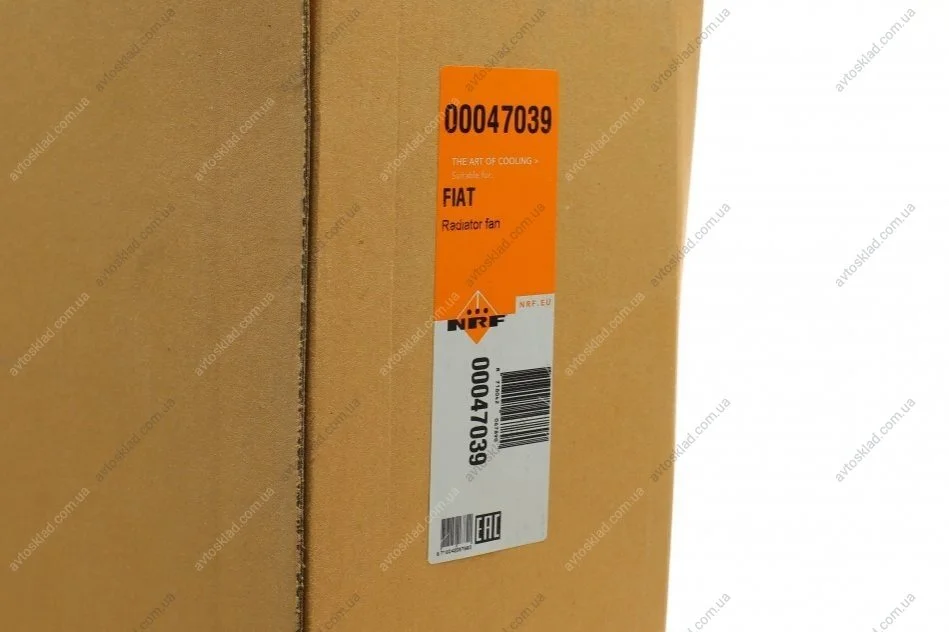 00047039
THE ART OF COOLING >
Suitable for:
FIAT
Radiator fan
NRF.EU
NRF
00047039
EAC
avtosklad.com.ua